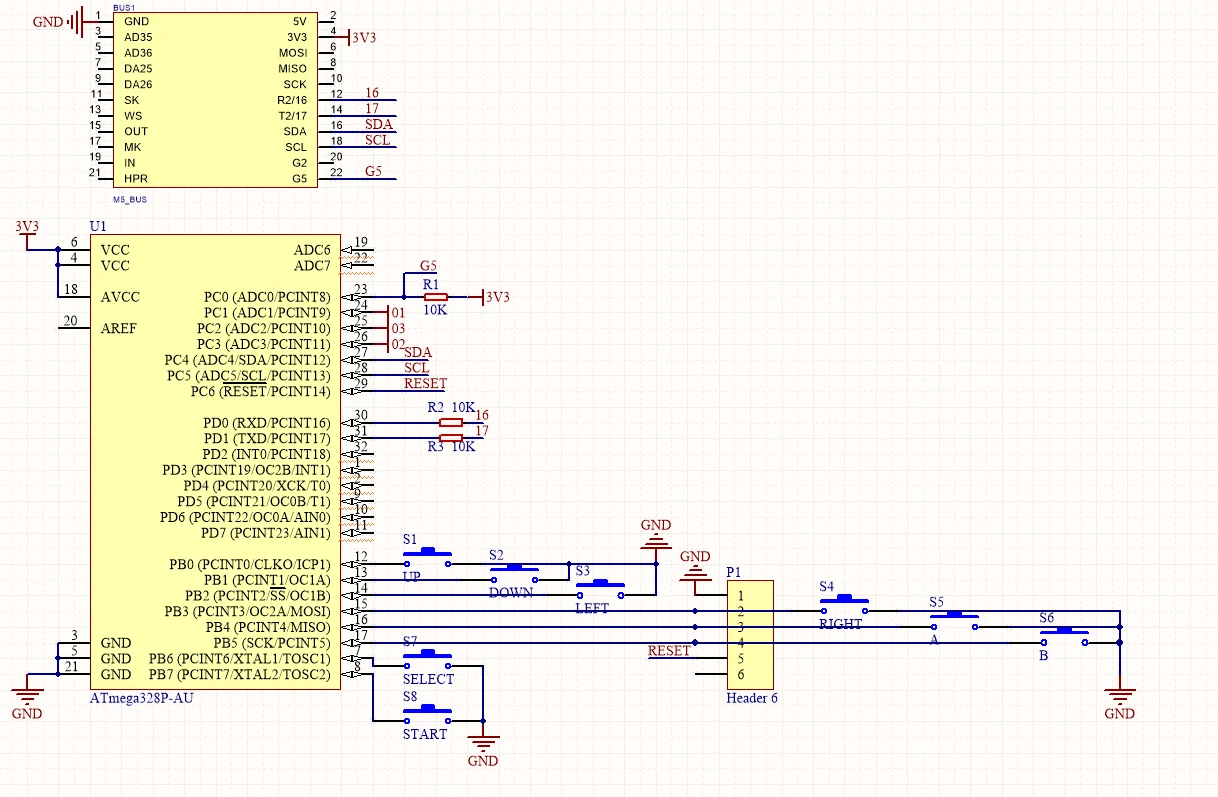 BUS1
GND 1 GND 5V 2
3 AD35 3V3 4 3V3
5 AD36 MOSI 6
7 DA25 MISO 8
9 DA26 SCK 10
11 SK R2/16 12 16
13 WS T2/17 14 17
15 OUT SDA 16 SDA
17 MK SCL 18 SCL
19 IN G2 20
21 HPR G5 22 G5
M5_BUS
3V3 U1
6 VCC ADC6 19
4 VCC ADC7 22
G5
R1
18 AVCC PC0 (ADC0/PCINT8) 23 3V3
10K
PC1 (ADC1/PCINT9) 24 01
20 AREF PC2 (ADC2/PCINT10) 25 03
PC3 (ADC3/PCINT11) 26 02
PC4 (ADC4/SDA/PCINT12) 27 SDA
PC5 (ADC5/SCL/PCINT13) 28 SCL
PC6 (RESET/PCINT14) 29 RESET
R2 10K
PD0 (RXD/PCINT16) 30 16
PD1 (TXD/PCINT17) 31 17
R3 10K
PD2 (INT0/PCINT18) 32
PD3 (PCINT19/OC2B/INT1) 1
PD4 (PCINT20/XCK/T0)
PD5 (PCINT21/OC0B/T1) 9
PD6 (PCINT22/OC0A/AIN0) 10
PD7 (PCINT23/AIN1) 11
GND
S1
PB0 (PCINT0/CLKO/ICP1) 12 S2 GND
UP
PB1 (PCINT1/OC1A) 13 S3 P1
DOWN
PB2 (PCINT2/SS/OC1B) 14 1 S4
LEFT
PB3 (PCINT3/OC2A/MOSI) 15 2 S5
RIGHT
PB4 (PCINT4/MISO) 16 3 S6
A
3 GND PB5 (SCK/PCINT5) 17 S7 4
B
RESET
5 GND PB6 (PCINT6/XTAL1/TOSC1) 7 5
21 GND PB7 (PCINT7/XTAL2/TOSC2) 8 6
SELECT
ATmega328P-AU S8 Header 6
GND GND
START
GND